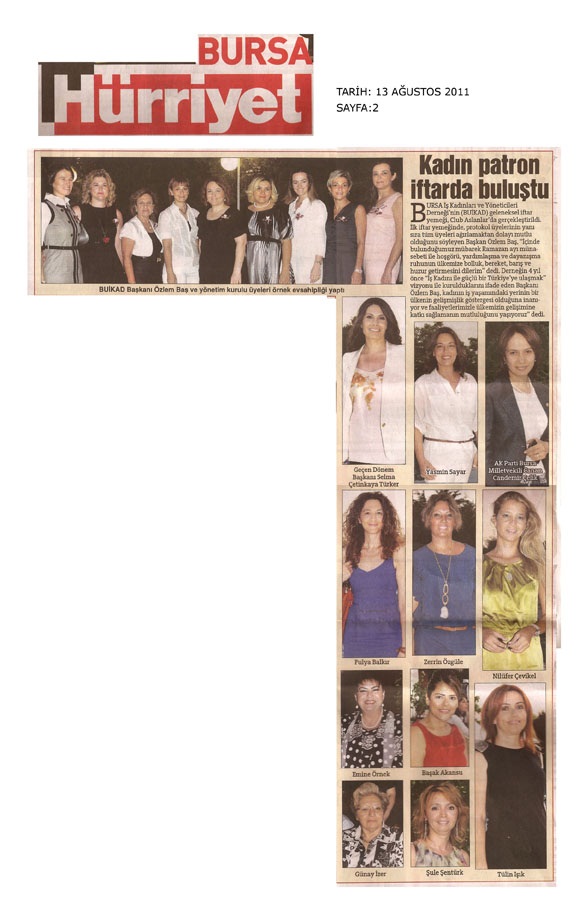 BURSA
Hürriyet
TARİH: 13 AĞUSTOS 2011
SAYFA:2
Kadın patron
iftarda buluştu
BURSA İş Kadınları ve Yöneticileri
Derneği'nin (BUİKAD) geleneksel iftar
yemeği, Club Aslanlar'da gerçekleştirildi.
İlk iftar yemeğinde, protokol üyelerinin yanı
sıra tüm üyeleri ağırlamaktan dolayı mutlu
olduğunu söyleyen Başkan Özlem Baş, "İçinde
bulunduğumuz mübarek Ramazan ayı müna-
sebeti ile hoşgörü, yardımlaşma ve dayanışma
ruhunun ülkemize bolluk, bereket, barış ve
huzur getirmesini dilerim" dedi. Derneğin 4 yıl
önce "İş Kadını ile güçlü bir Türkiye'ye ulaşmak"
vizyonu ile kurulduklarını ifade eden Başkan
Özlem Baş, kadının iş yaşamındaki yerinin bir
ülkenin gelişmişlik göstergesi olduğuna inanı-
yor ve faaliyetlerimizle ülkemizin gelişimine
katkı sağlamanın mutluluğunu yaşıyoruz" dedi.
BUİKAD Başkanı Özlem Baş ve yönetim kurulu üyeleri örnek evsahipliği yaptı
Geçen Dönem
Başkanı Selma
Çetinkaya Türker
Yasmin Sayar
AK Parti Bursa
Milletvekili
Candemir Çelik
Fulya Balkır
Zerrin Özgüle
Nilüfer Çevikel
Emine Örnek
Başak Akansu
Günay İzer
Şule Şentürk
Tülin Işık